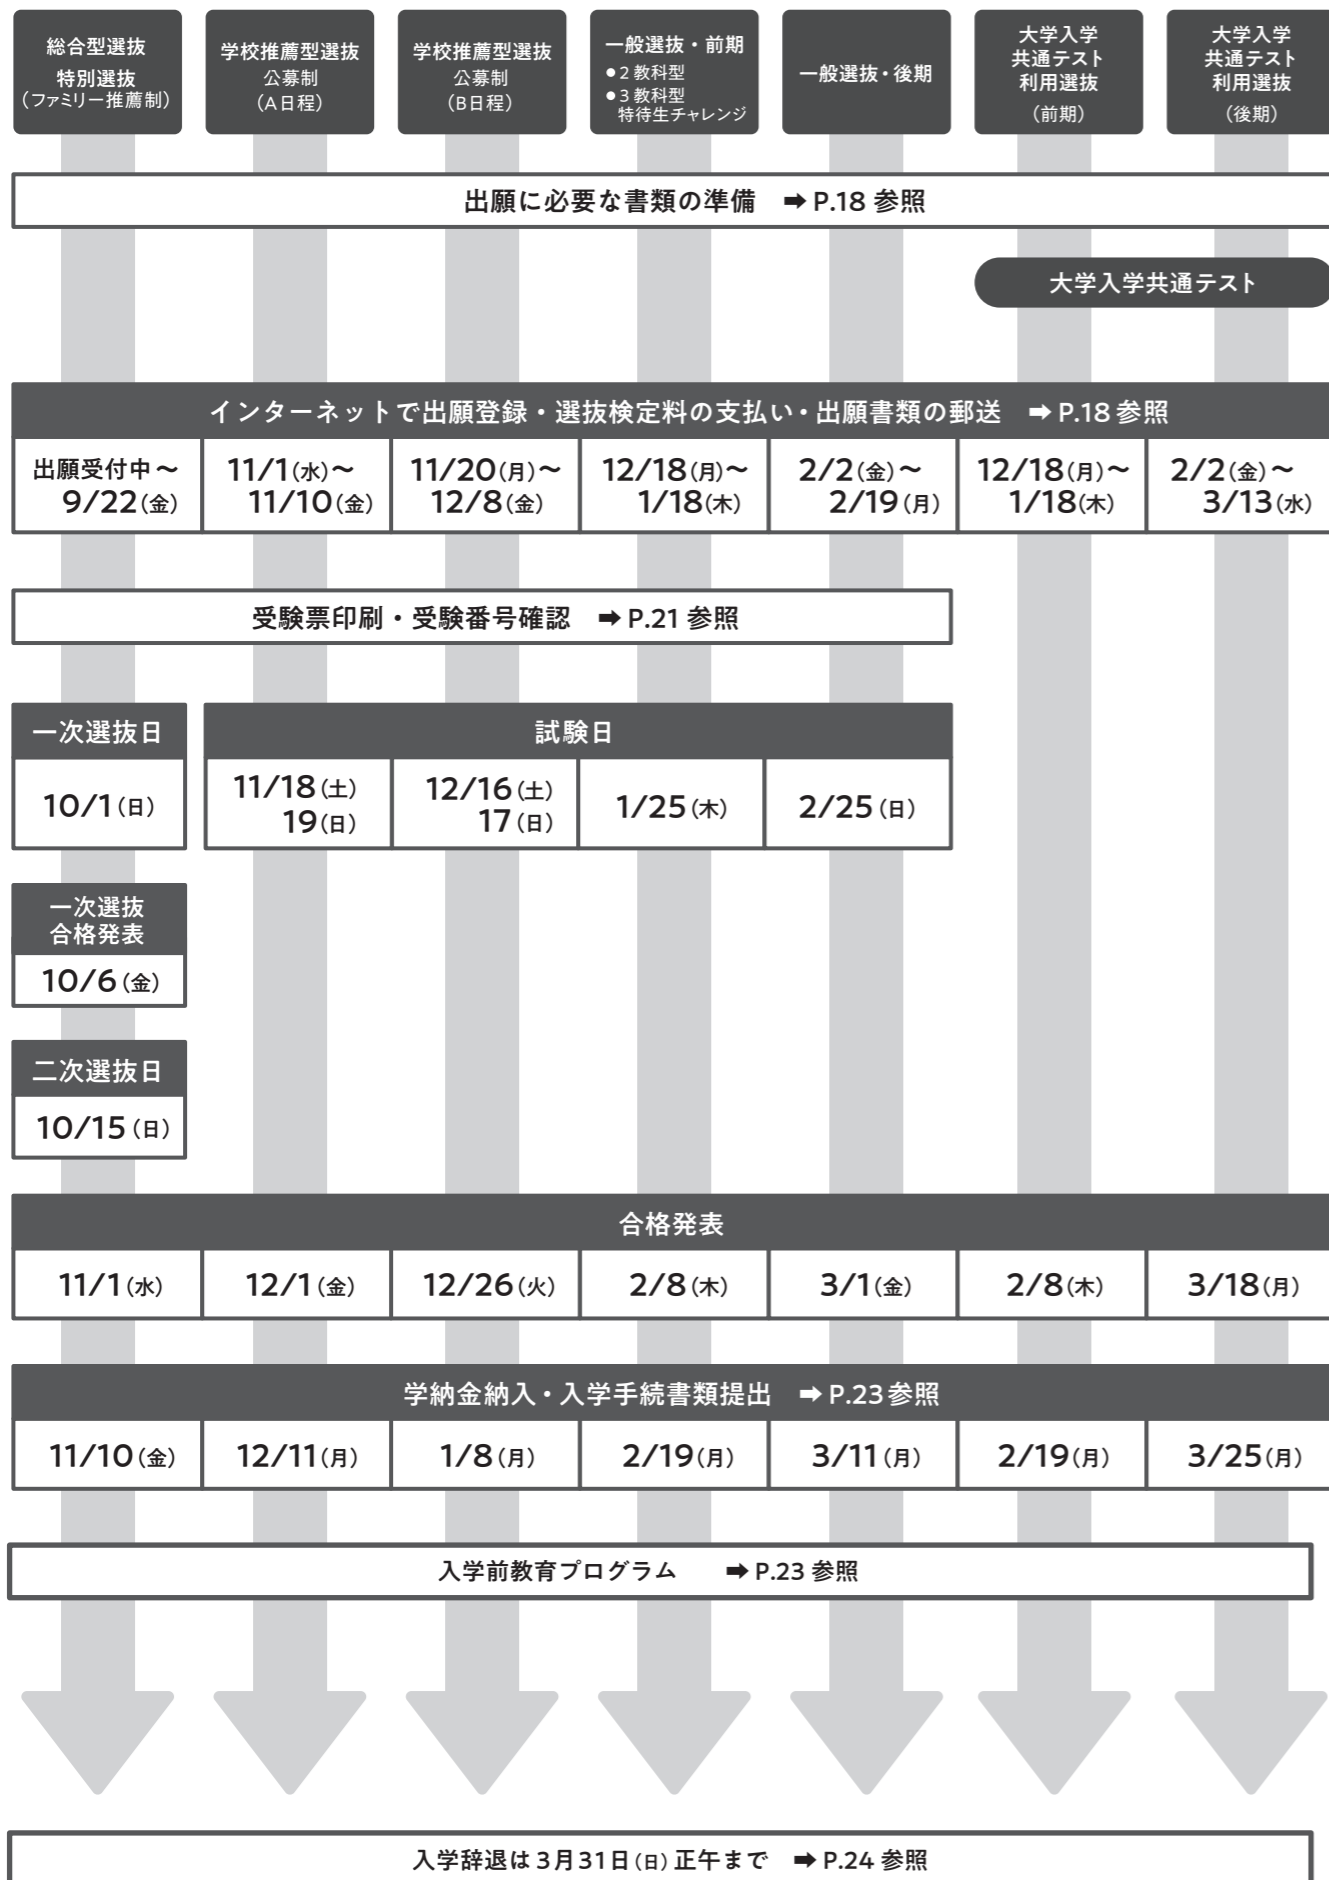 総合型選抜
特別選抜
（ファミリー推薦制）
学校推薦型選抜
公募制
（A日程）
学校推薦型選抜
公募制
（B日程）
一般選抜・前期
●2教科型
●3教科型
特待生チャレンジ
一般選抜・後期
大学入学
共通テスト
利用選抜
（前期）
大学入学
共通テスト
利用選抜
（後期）
出願に必要な書類の準備 ➡ P.18 参照
大学入学共通テスト
インターネットで出願登録・選抜検定料の支払い・出願書類の郵送 ➡ P.18 参照
出願受付中～
9/22(金)
11/1(水)～
11/10(金)
11/20(月)～
12/8(金)
12/18(月)～
1/18(木)
2/2(金)～
2/19(月)
12/18(月)～
1/18(木)
2/2(金)～
3/13(水)
受験票印刷・受験番号確認 ➡ P.21 参照
一次選抜日
10/1(日)
試験日
11/18(土)
19(日)
12/16(土)
17(日)
1/25(木)
2/25(日)
一次選抜
合格発表
10/6(金)
二次選抜日
10/15(日)
合格発表
11/1(水)
12/1(金)
12/26(火)
2/8(木)
3/1(金)
2/8(木)
3/18(月)
学納金納入・入学手続書類提出 ➡ P.23 参照
11/10(金)
12/11(月)
1/8(月)
2/19(月)
3/11(月)
2/19(月)
3/25(月)
入学前教育プログラム ➡ P.23 参照
入学辞退は3月31日(日)正午まで ➡ P.24 参照